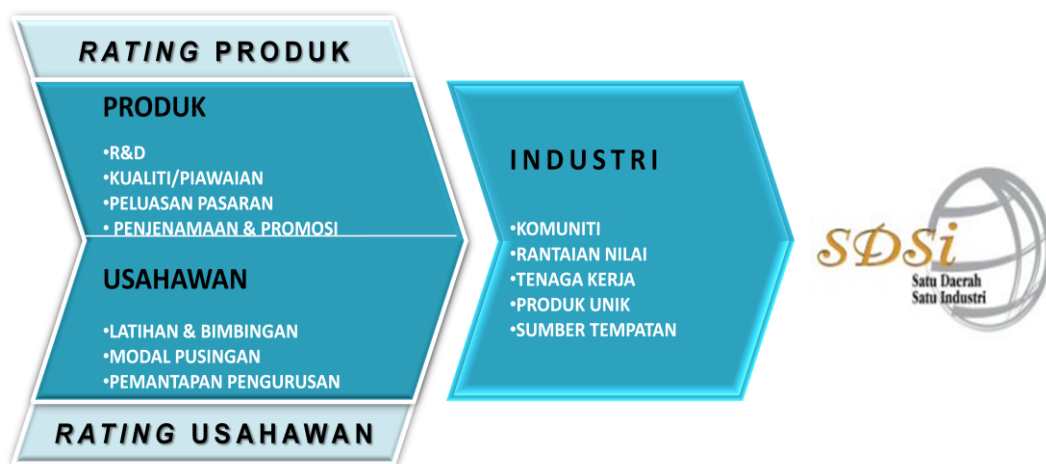 RATING PRODUK
PRODUK
•R&D
•KUALITI/PIAWAIAN
•PELUASAN PASARAN
• PENJENAMAAN & PROMOSI
USAHAWAN
•LATIHAN & BIMBINGAN
•MODAL PUSINGAN
•PEMANTAPAN PENGURUSAN
RATING USAHAWAN
INDUSTRI
•KOMUNITI
•RANTAIAN NILAI
•TENAGA KERJA
•PRODUK UNIK
•SUMBER TEMPATAN
SDSi
Satu Daerah
Satu Industri